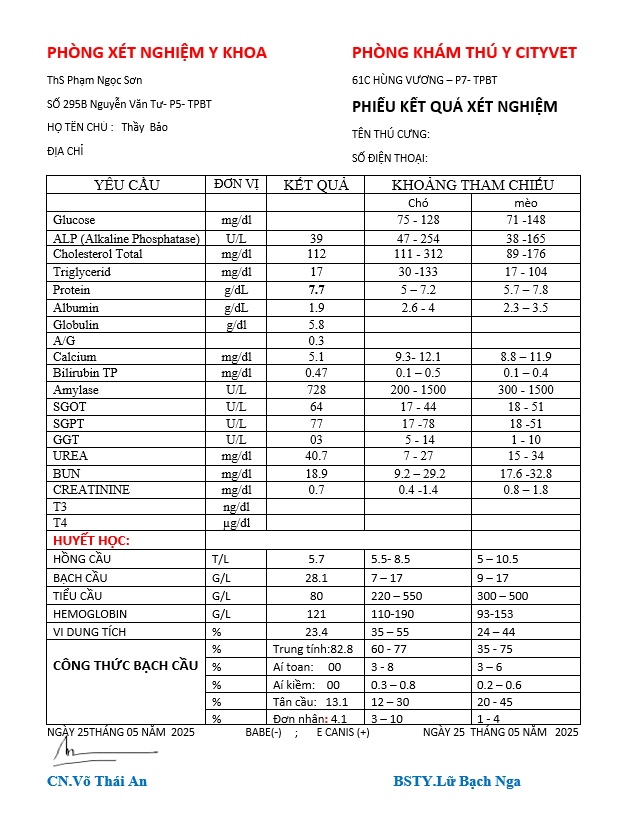 PHÒNG XÉT NGHIỆM Y KHOA PHÒNG KHÁM THÚ Y CITYVET
ThS Phạm Ngọc Sơn 61C HÙNG VƯƠNG – P7- TPBT
SỐ 295B Nguyễn Văn Tư- P5- TPBT PHIẾU KẾT QUẢ XÉT NGHIỆM
HỌ TÊN CHỦ : Thầy Bảo TÊN THÚ CƯNG:
ĐỊA CHỈ SỐ ĐIỆN THOẠI:
YÊU CẦU ĐƠN VỊ KẾT QUẢ KHOẢNG THAM CHIẾU
Chó mèo
Glucose mg/dl 75 - 128 71 -148
ALP (Alkaline Phosphatase) U/L 39 47 - 254 38 -165
Cholesterol Total mg/dl 112 111 - 312 89 -176
Triglycerid mg/dl 17 30 -133 17 - 104
Protein g/dL 7.7 5 – 7.2 5.7 – 7.8
Albumin g/dL 1.9 2.6 - 4 2.3 – 3.5
Globulin g/dl 5.8
A/G 0.3
Calcium mg/dl 5.1 9.3- 12.1 8.8 – 11.9
Bilirubin TP mg/dl 0.47 0.1 – 0.5 0.1 – 0.4
Amylase U/L 728 200 - 1500 300 - 1500
SGOT U/L 64 17 - 44 18 - 51
SGPT U/L 77 17 -78 18 -51
GGT U/L 03 5 - 14 1 - 10
UREA mg/dl 40.7 7 - 27 15 - 34
BUN mg/dl 18.9 9.2 – 29.2 17.6 -32.8
CREATININE mg/dl 0.7 0.4 -1.4 0.8 – 1.8
T3 ng/dl
T4 µg/dl
HUYẾT HỌC:
HỒNG CẦU T/L 5.7 5.5- 8.5 5 – 10.5
BẠCH CẦU G/L 28.1 7 – 17 9 – 17
TIỂU CẦU G/L 80 220 – 550 300 – 500
HEMOGLOBIN G/L 121 110-190 93-153
VI DUNG TÍCH % 23.4 35 – 55 24 – 44
CÔNG THỨC BẠCH CẦU % Trung tính:82.8 60 - 77 35 - 75
% Aí toan: 00 3 - 8 3 – 6
% Aí kiềm: 00 0.3 – 0.8 0.2 – 0.6
% Tân cầu: 13.1 12 – 30 20 - 45
% Đơn nhân: 4.1 3 – 10 1 - 4
NGÀY 25THÁNG 05 NĂM 2025 BABE(-) ; E CANIS (+) NGÀY 25 THÁNG 05 NĂM 2025
CN.Võ Thái An BSTY.Lữ Bạch Nga